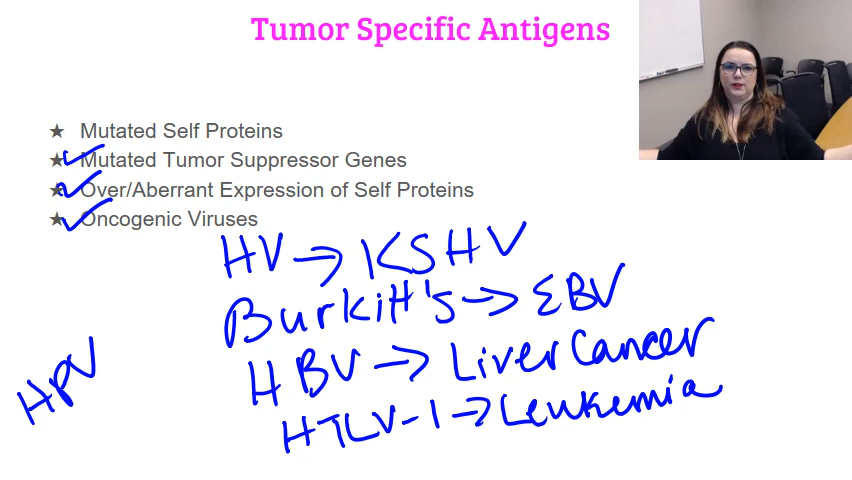 Tumor Specific Antigens
★ Mutated Self Proteins
★ Mutated Tumor Suppressor Genes
★ Over/Aberrant Expression of Self Proteins
★ Oncogenic Viruses
HV → KSHV
Burkitt's → EBV
HBV → Liver Cancer
HTLV-1 → Leukemia
HPV